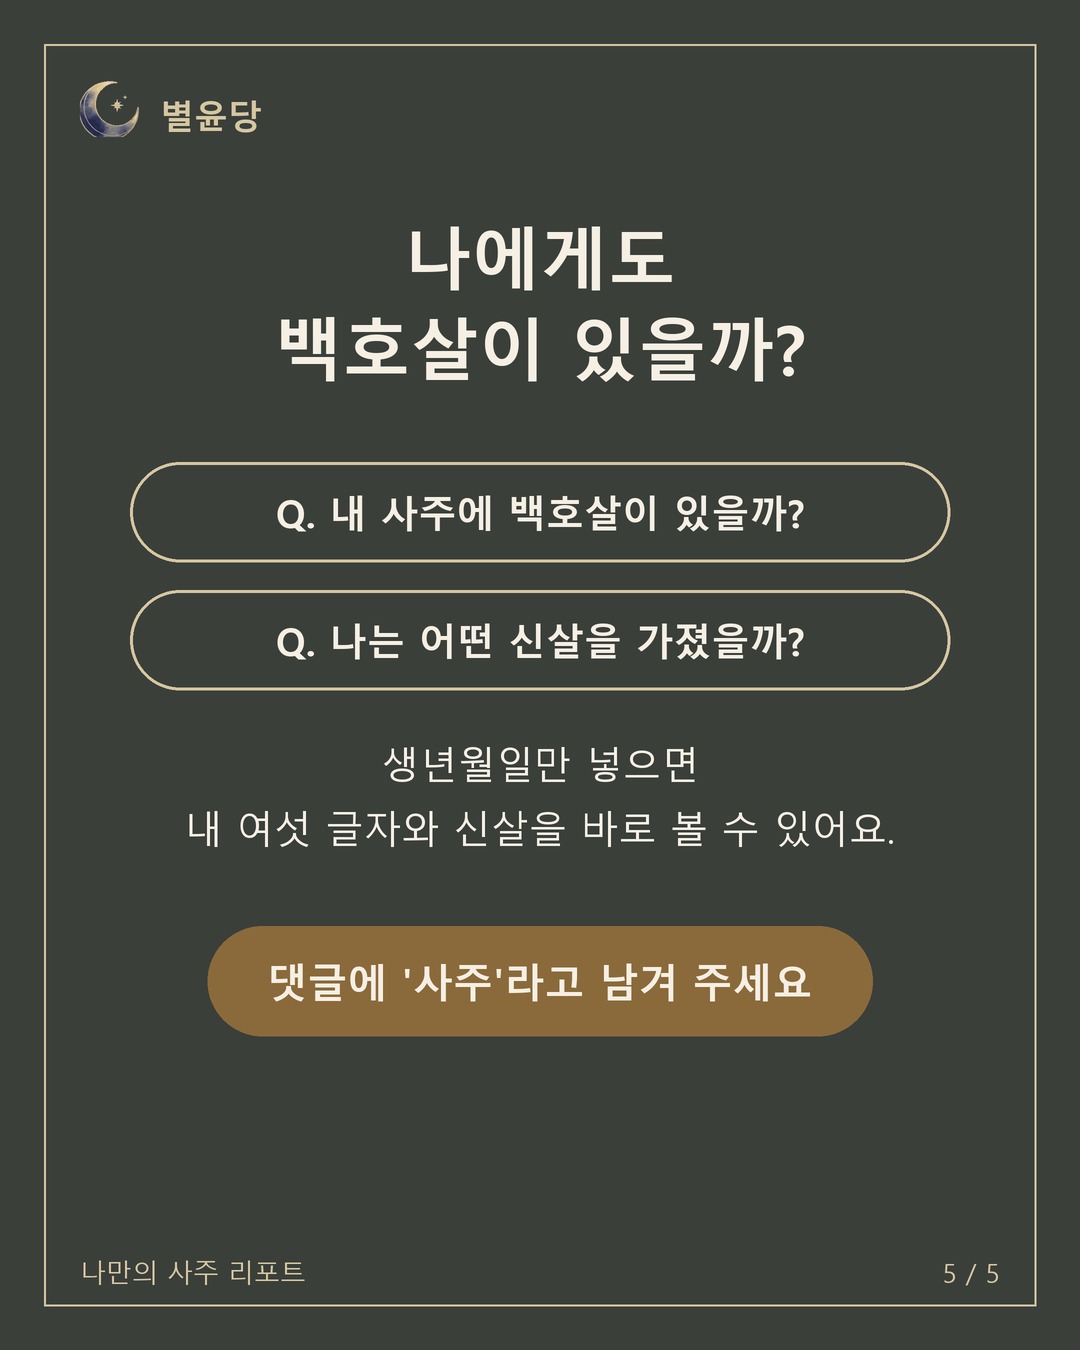 별윤당
나에게도
백호살이 있을까?
Q. 내 사주에 백호살이 있을까?
Q. 나는 어떤 신살을 가졌을까?
생년월일만 넣으면
내 여섯 글자와 신살을 바로 볼 수 있어요.
댓글에 '사주'라고 남겨 주세요
나만의 사주 리포트
5 / 5